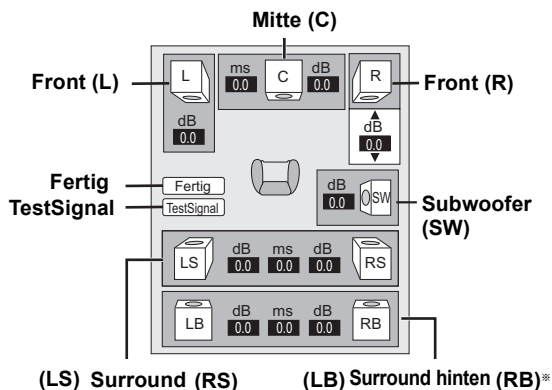 Mitte (C)
Front (L)
L
ms
0.0
C
dB
0.0
R
Front (R)
dB
0.0
dB
0.0
Fertig
Fertig
TestSignal
TestSignal
dB
0.0
SW
Subwoofer
(SW)
LS
dB
0.0
ms
0.0
dB
0.0
RS
LB
dB
0.0
ms
0.0
dB
0.0
RB
(LS) Surround (RS)
(LB) Surround hinten (RB)※